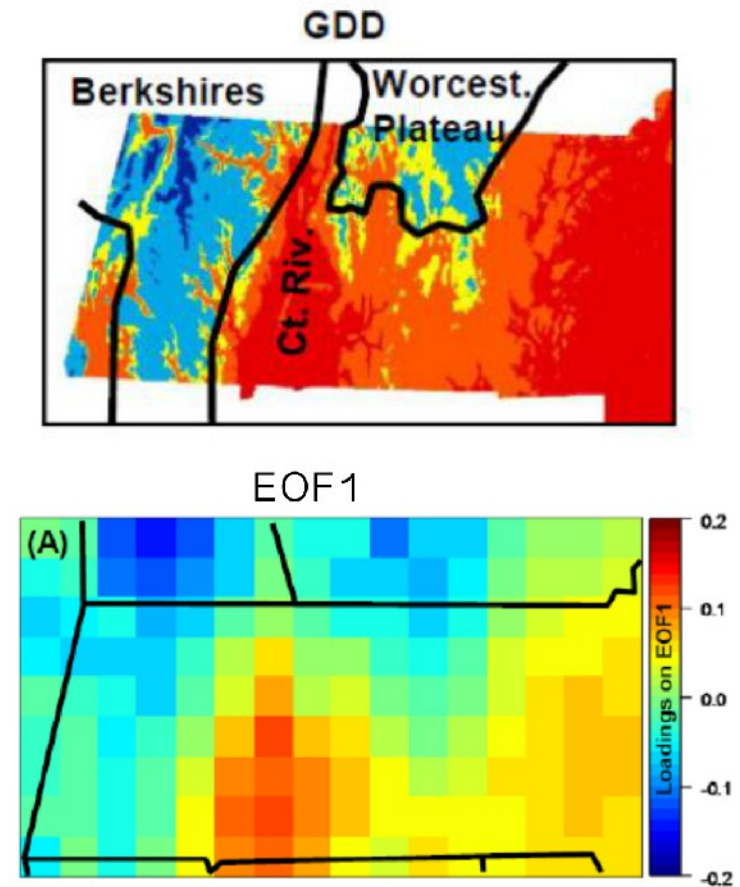 GDD
Berkshires
Worcest.
Plateau
Ct. Riv.
EOF1
(A)
0.2
0.1
0.0
-0.1
-0.2
Loadings on EOF1